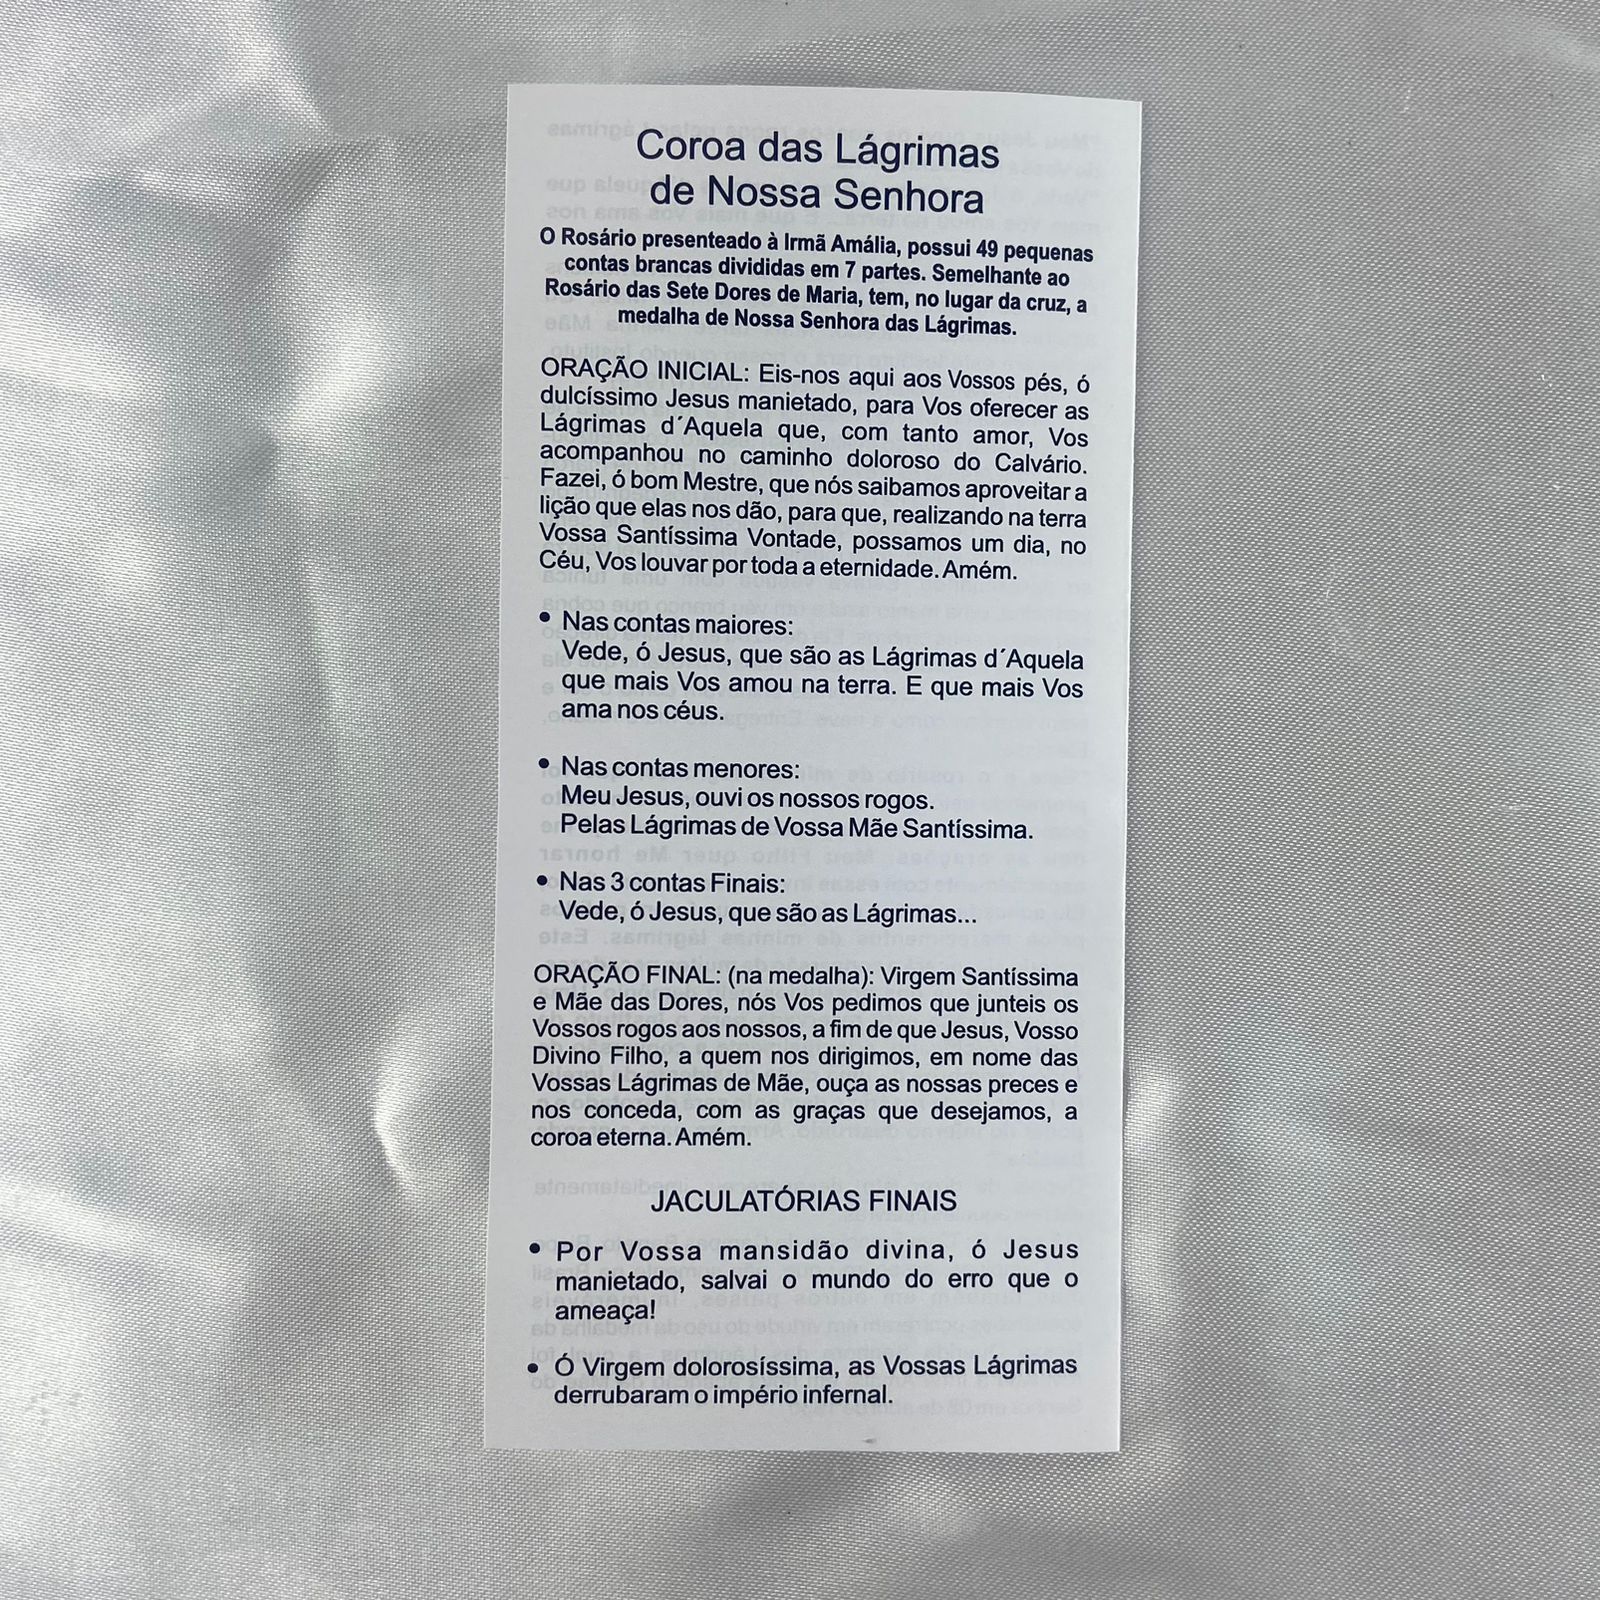 Coroa das Lágrimas
de Nossa Senhora
O Rosário presenteado à Irmã Amália, possui 49 pequenas
contas brancas divididas em 7 partes. Semelhante ao
Rosário das Sete Dores de Maria, tem, no lugar da cruz, a
medalha de Nossa Senhora das Lágrimas.
ORAÇÃO INICIAL: Eis-nos aqui aos Vossos pés, ó
dulcíssimo Jesus manietado, para Vos oferecer as
Lágrimas d´Aquela que, com tanto amor, Vos
acompanhou no caminho doloroso do Calvário.
Fazei, ó bom Mestre, que nós saibamos aproveitar a
lição que elas nos dão, para que, realizando na terra
Vossa Santíssima Vontade, possamos um dia, no
Céu, Vos louvar por toda a eternidade. Amém.
• Nas contas maiores:
Vede, ó Jesus, que são as Lágrimas d´Aquela
que mais Vos amou na terra. E que mais Vos
ama nos céus.
• Nas contas menores:
Meu Jesus, ouvi os nossos rogos.
Pelas Lágrimas de Vossa Mãe Santíssima.
• Nas 3 contas Finais:
Vede, ó Jesus, que são as Lágrimas...
ORAÇÃO FINAL: (na medalha): Virgem Santíssima
e Mãe das Dores, nós Vos pedimos que junteis os
Vossos rogos aos nossos, a fim de que Jesus, Vosso
Divino Filho, a quem nos dirigimos, em nome das
Vossas Lágrimas de Mãe, ouça as nossas preces e
nos conceda, com as graças que desejamos, a
coroa eterna. Amém.
JACULATÓRIAS FINAIS
• Por Vossa mansidão divina, ó Jesus
manietado, salvai o mundo do erro que o
ameaça!
• Ó Virgem dolorosíssima, as Vossas Lágrimas
derrubaram o império infernal.